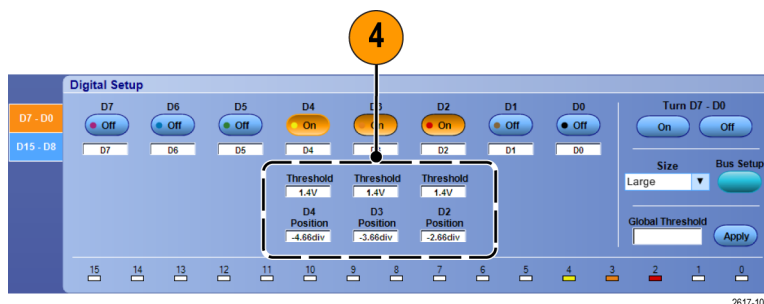 4
Digital Setup
D7 - D0
D15 - D8
D7 D6 D5 D4 D3 D2 D1 D0
Off Off Off On On On Off Off
D7 D6 D5 D4 D3 D2 D1 D0
Threshold Threshold Threshold
1.4V 1.4V 1.4V
D4 D3 D2
Position Position Position
-4.66div -3.66div -2.66div
Turn D7 - D0
On Off
Size Bus Setup
Large
Global Threshold
Apply
15 14 13 12 11 10 9 8 7 6 5 4 3 2 1 0